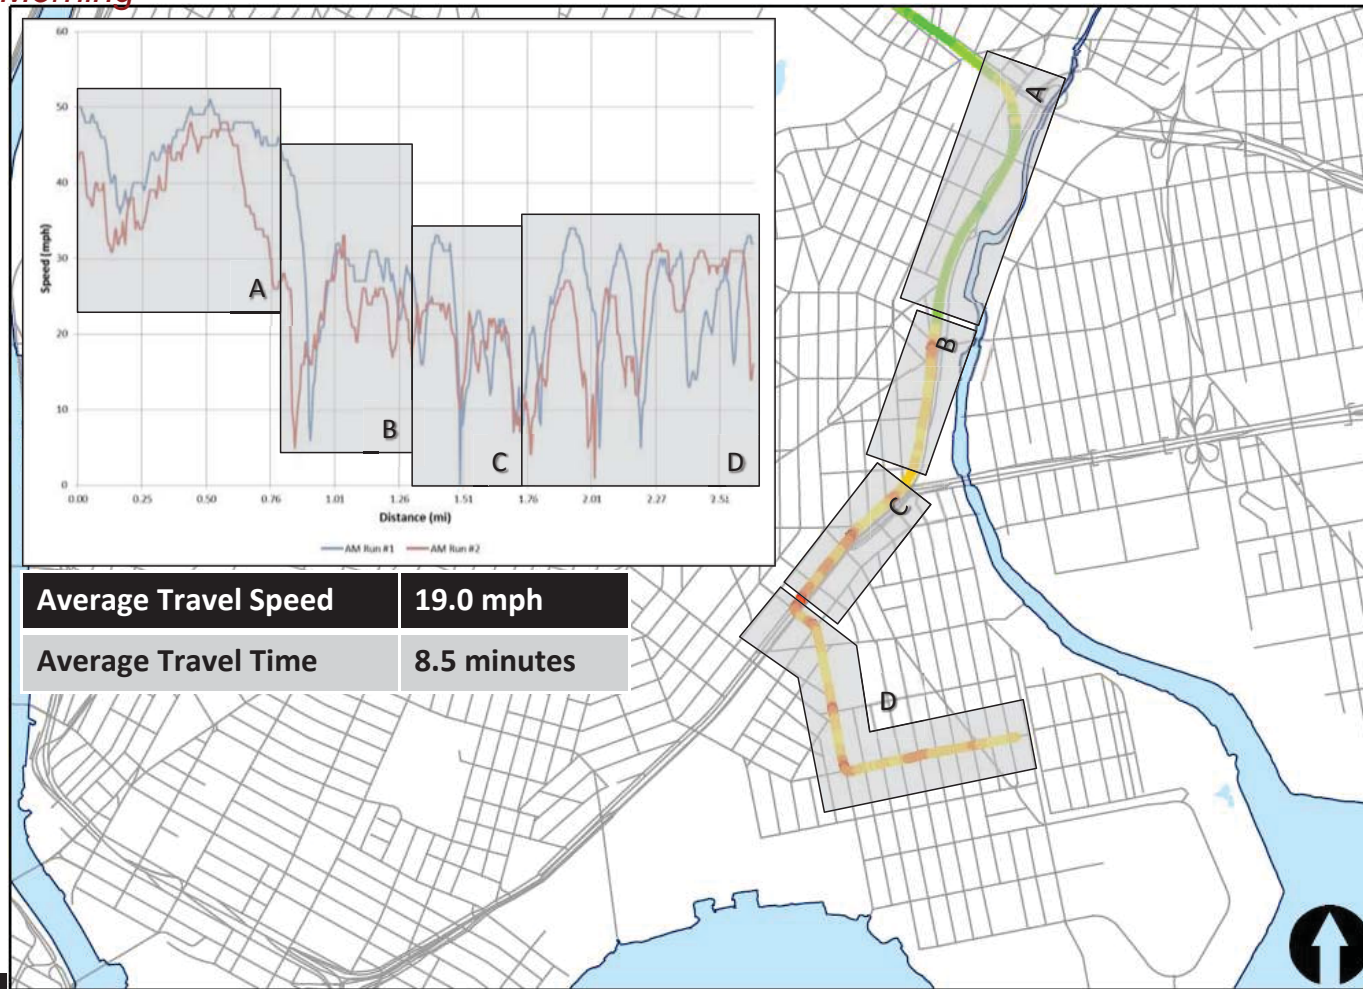 60
50
40
30
20
10
0
Speed (mph)
A
B
C
D
0.00 0.25 0.50 0.76 1.01 1.26 1.51 1.76 2.01 2.27 2.51
Distance (mi)
AM Run #1 AM Run #2
Average Travel Speed 19.0 mph
Average Travel Time 8.5 minutes
A
B
C
D